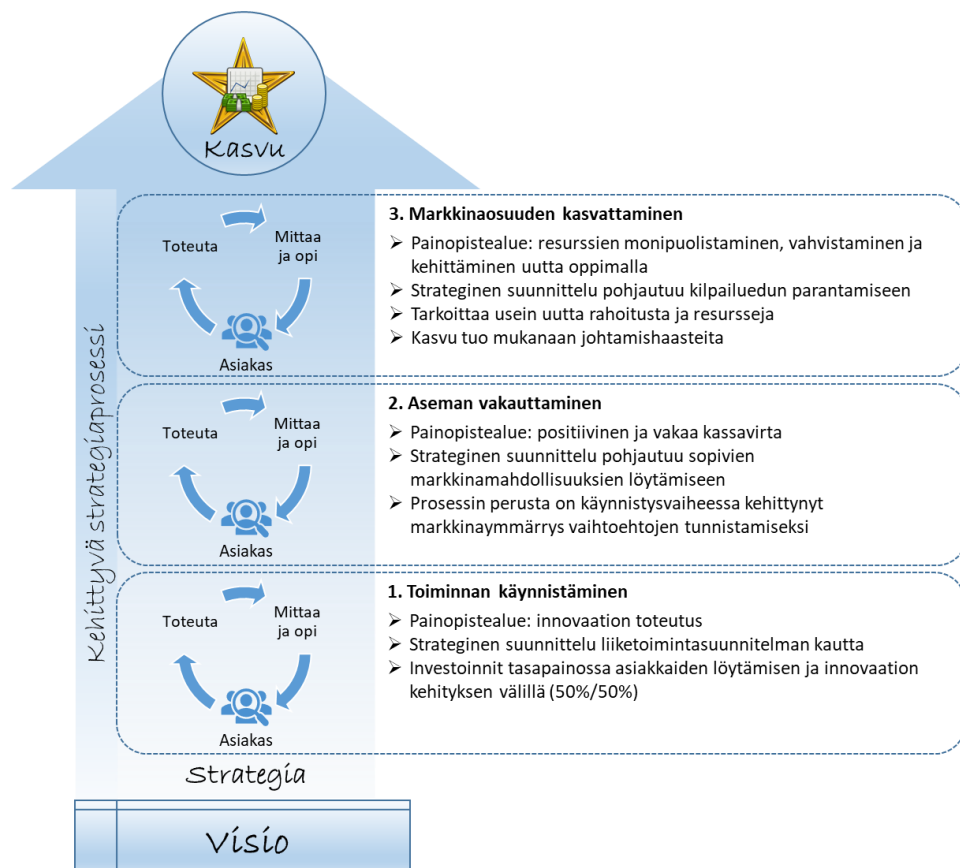 Kasvu
Kehittyvä strategiaprosessi
Toteuta
Mittaa
ja opi
Asiakas
3. Markkinaosuuden kasvattaminen
➢ Painopistealue: resurssien monipuolistaminen, vahvistaminen ja
kehittäminen uutta oppimalla
➢ Strateginen suunnittelu pohjautuu kilpailuedun parantamiseen
➢ Tarkoittaa usein uutta rahoitusta ja resursseja
➢ Kasvu tuo mukanaan johtamishaasteita
Toteuta
Mittaa
ja opi
Asiakas
2. Aseman vakauttaminen
➢ Painopistealue: positiivinen ja vakaa kassavirta
➢ Strateginen suunnittelu pohjautuu sopivien
markkinamahdollisuuksien löytämiseen
➢ Prosessin perusta on käynnistysvaiheessa kehittynyt
markkinaymmärrys vaihtoehtojen tunnistamiseksi
Toteuta
Mittaa
ja opi
Asiakas
1. Toiminnan käynnistäminen
➢ Painopistealue: innovaation toteutus
➢ Strateginen suunnittelu liiketoimintasuunnitelman kautta
➢ Investoinnit tasapainossa asiakkaiden löytämisen ja innovaation
kehityksen välillä (50%/50%)
Strategia
Visio